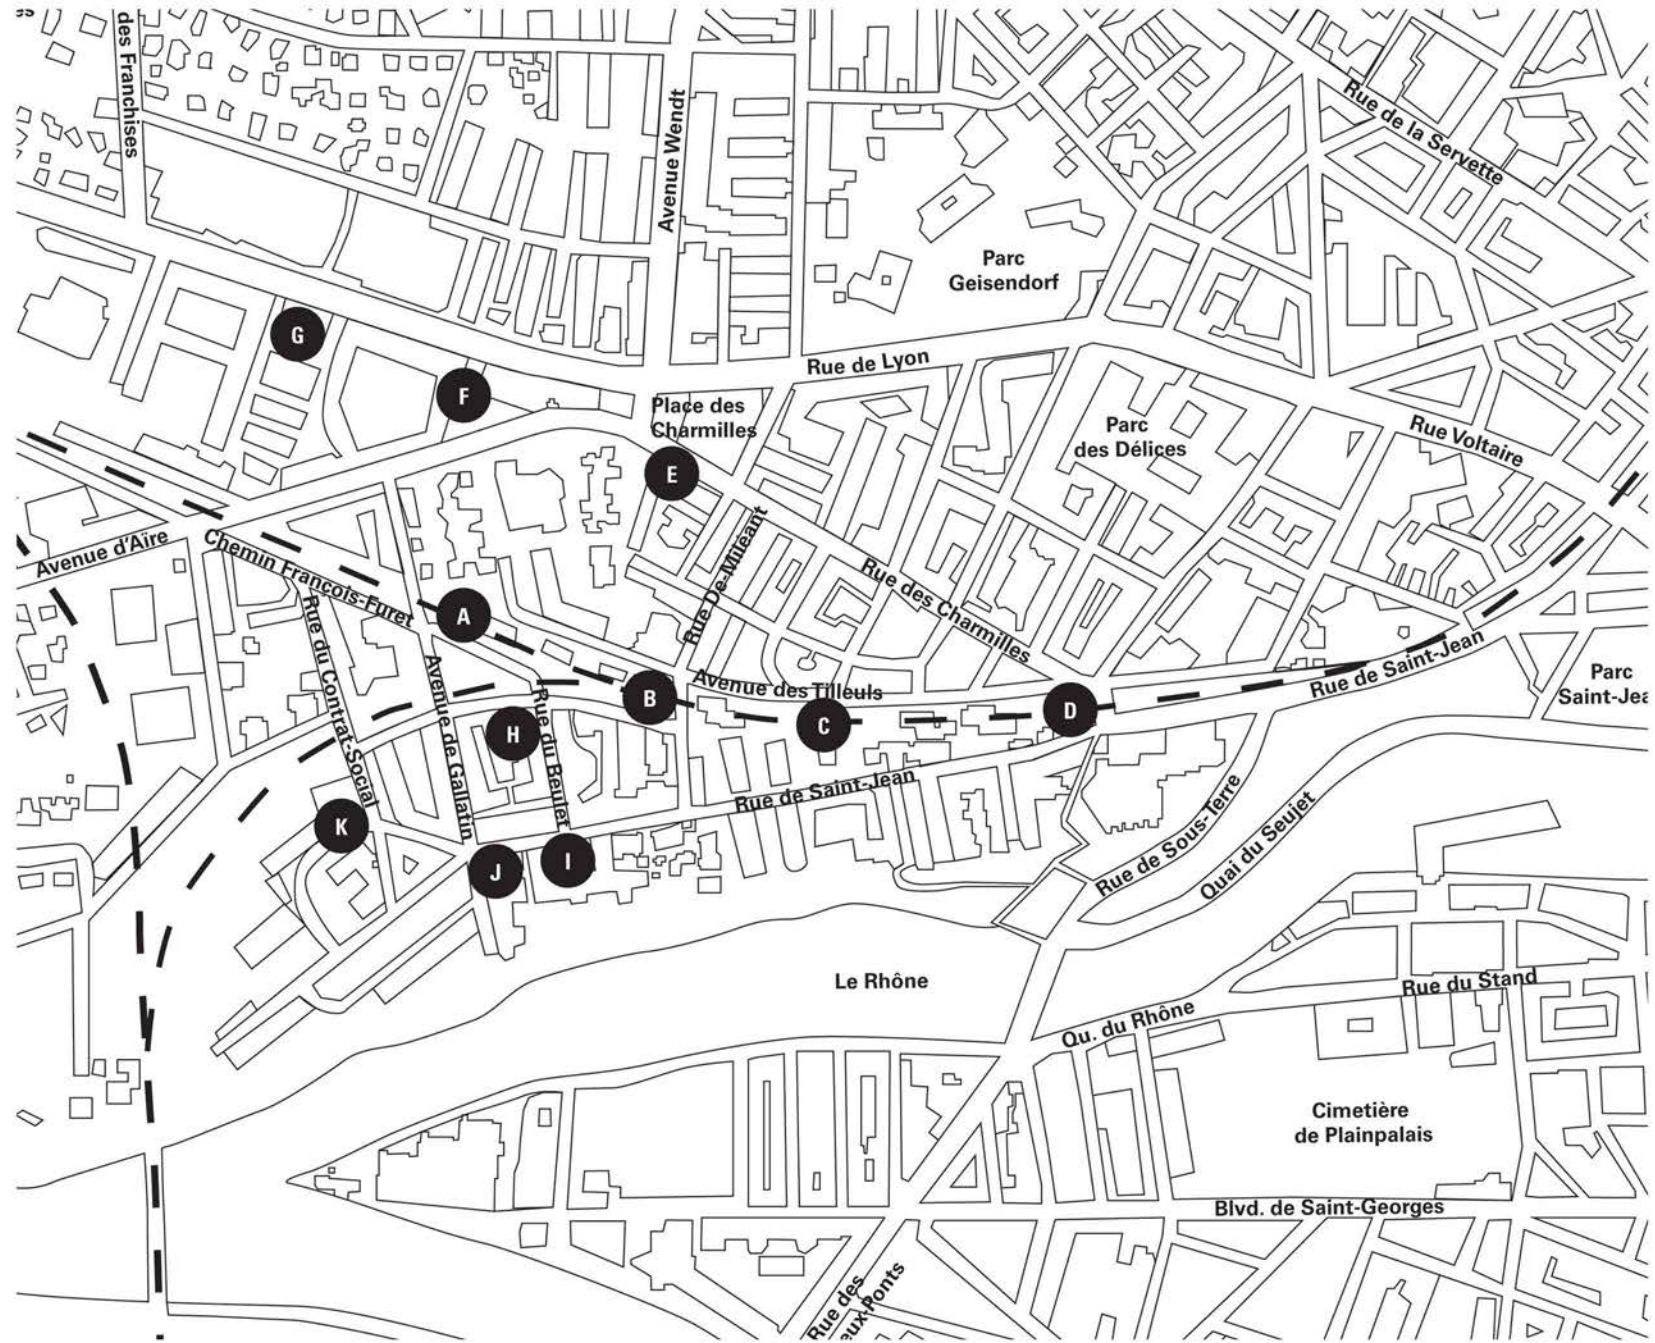 des Franchises
Avenue Wendt
Rue de la Servette
Parc
Geisendorf
G
Rue de Lyon
F
Place des
Charmilles
Parc
des Délices
Rue Voltaire
E
Avenue d'Aïre
Chemin François-Furet
Rue De-Miléant
Rue des Charmilles
A
Rue du Contrat-Social
Avenue de Gallatin
Rue du Beulet
B
Avenue des Tilleuls
C
D
Rue de Saint-Jean
Parc
Saint-Jea
H
Rue de Saint-Jean
K
J
I
Rue de Sous-Terre
Quai du Seujet
Le Rhône
Rue du Stand
Qu. du Rhône
Cimetière
de Plainpalais
Blvd. de Saint-Georges
Rue des
eux-Ponts